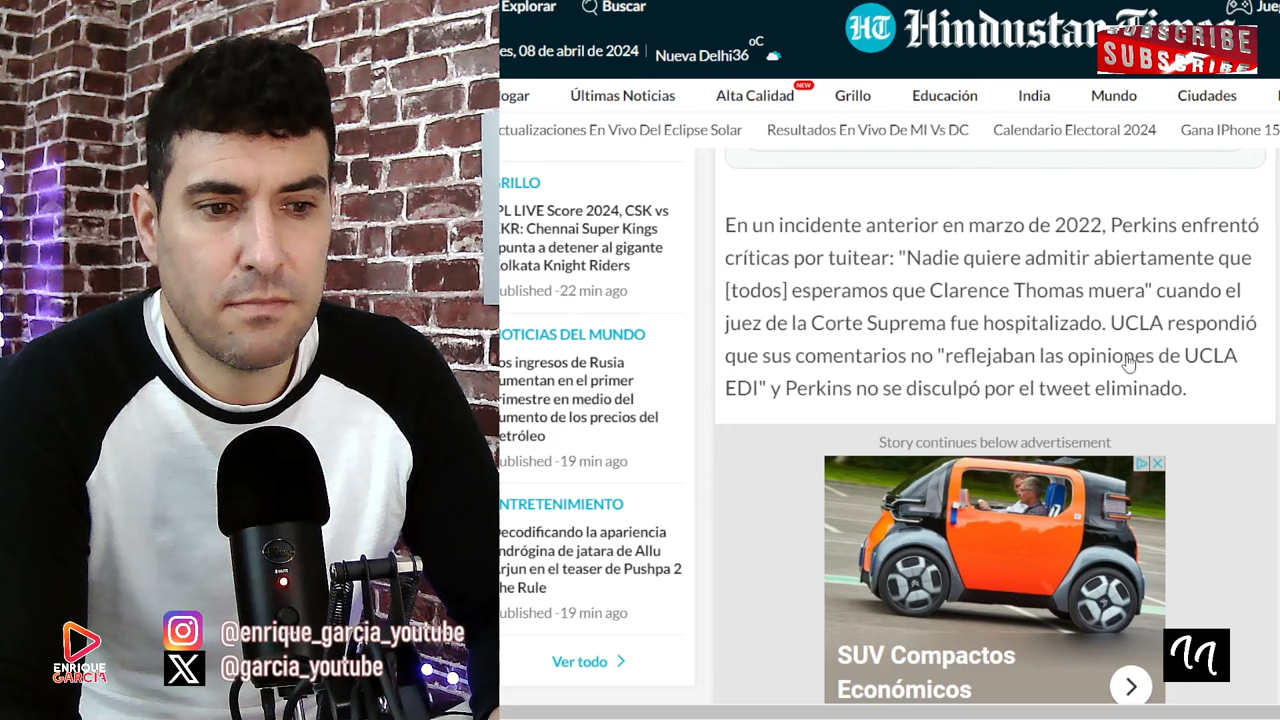 Explorar
Buscar
es, 08 de abril de 2024
Nueva Delhi36
oC
HT
Hindustan Times
SUBSCRIBE
SUBSCRIBE
ogar
Últimas Noticias
Alta Calidad
NEW
Grillo
Educación
India
Mundo
Ciudades
ctualizaciones En Vivo Del Eclipse Solar
Resultados En Vivo De MI Vs DC
Calendario Electoral 2024
Gana IPhone 15
RILLO
PL LIVE Score 2024, CSK vs
KR: Chennai Super Kings
punta a detener al gigante
olkata Knight Riders
ublished -22 min ago
OTICIAS DEL MUNDO
os ingresos de Rusia
umentan en el primer
rimestre en medio del
umento de los precios del
etróleo
ublished -19 min ago
NTRETENIMIENTO
ecodificando la apariencia
ndrógina de jatara de Allu
rjun en el teaser de Pushpa 2
he Rule
ublished -19 min ago
Ver todo
En un incidente anterior en marzo de 2022, Perkins enfrentó
críticas por tuitear: "Nadie quiere admitir abiertamente que
[todos] esperamos que Clarence Thomas muera" cuando el
juez de la Corte Suprema fue hospitalizado. UCLA respondió
que sus comentarios no "reflejaban las opiniones de UCLA
EDI" y Perkins no se disculpó por el tweet eliminado.
Story continues below advertisement
SUV Compactos
Económicos
ENRIQUE
GARCIA
@enrique_garcia_youtube
@garcia_youtube